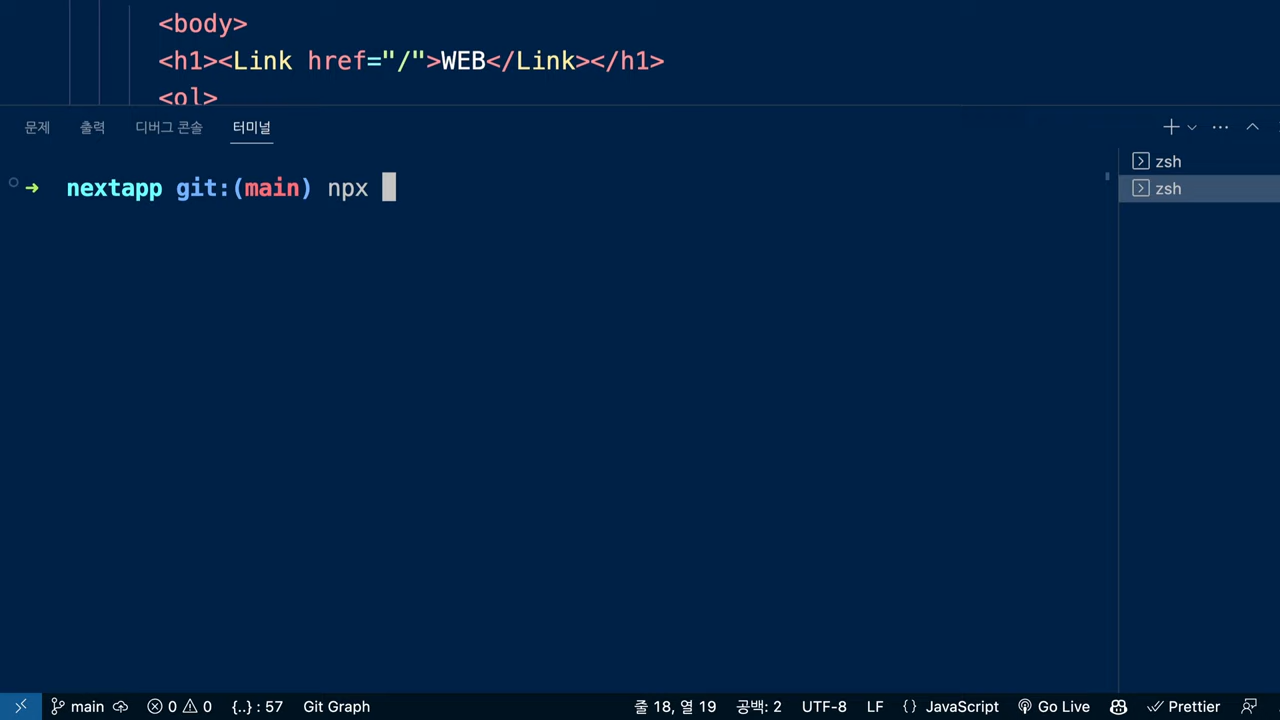 <body>
<h1><Link href="/">WEB</Link></h1>
<ol>
문제 출력 디버그 콘솔 터미널
zsh
➜ nextapp git:(main) npx
zsh
main 0 0 {..} : 57 Git Graph 줄 18, 열 19 공백: 2 UTF-8 LF {} JavaScript Go Live Prettier